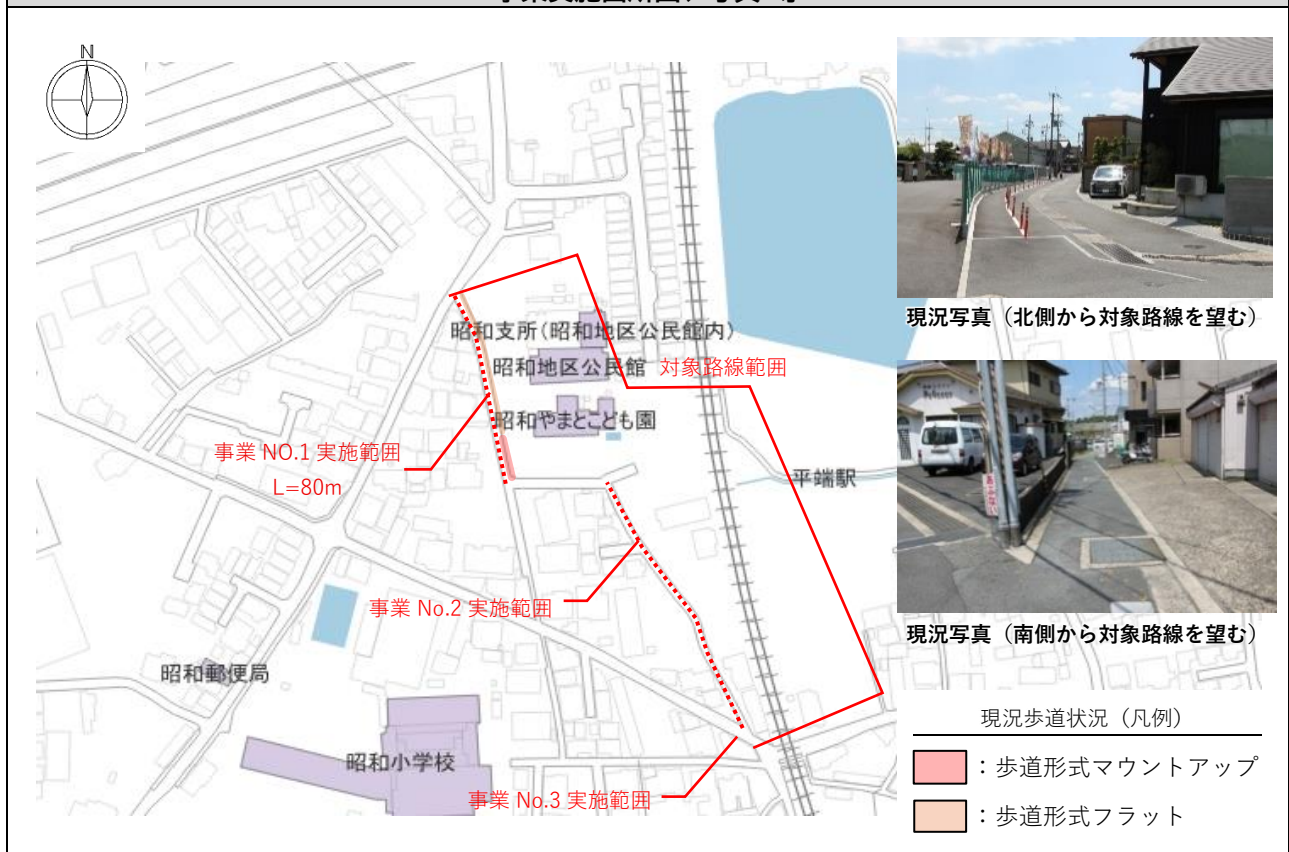 N
昭和支所(昭和地区公民館内)
昭和地区公民館
対象路線範囲
昭和やまとこども園
事業 NO.1 実施範囲
L=80m
平端駅
事業 No.2 実施範囲
昭和郵便局
昭和小学校
事業 No.3 実施範囲
現況写真（北側から対象路線を望む）
現況写真（南側から対象路線を望む）
現況歩道状況（凡例）
：歩道形式マウントアップ
：歩道形式フラット